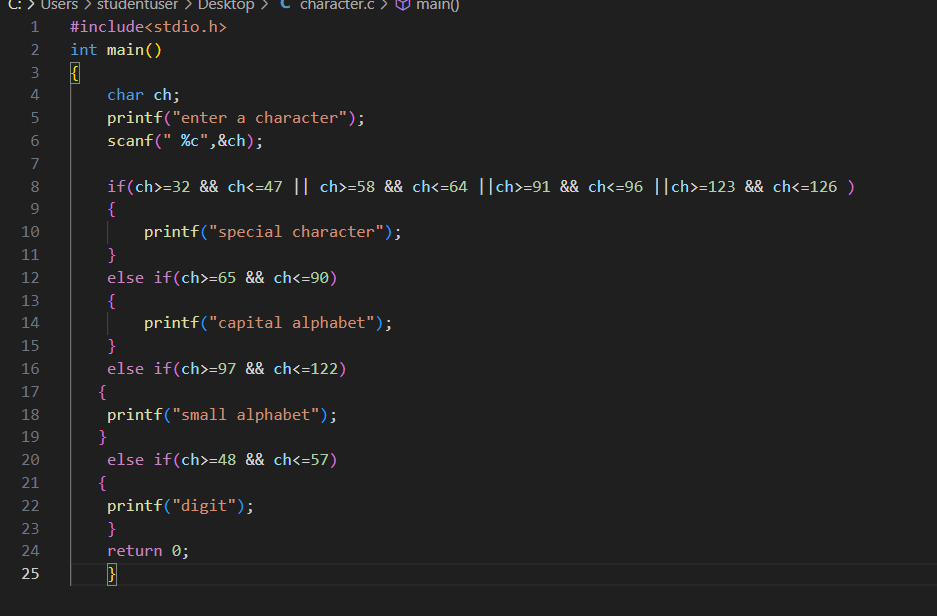 C: > Users > studentuser > Desktop > C character.c > main()
1 #include<stdio.h>
2 int main()
3 {
4     char ch;
5     printf("enter a character");
6     scanf(" %c",&ch);
7
8     if(ch>=32 && ch<=47 || ch>=58 && ch<=64 ||ch>=91 && ch<=96 ||ch>=123 && ch<=126 )
9     {
10         printf("special character");
11     }
12     else if(ch>=65 && ch<=90)
13     {
14         printf("capital alphabet");
15     }
16     else if(ch>=97 && ch<=122)
17    {
18     printf("small alphabet");
19    }
20     else if(ch>=48 && ch<=57)
21    {
22     printf("digit");
23     }
24     return 0;
25     }